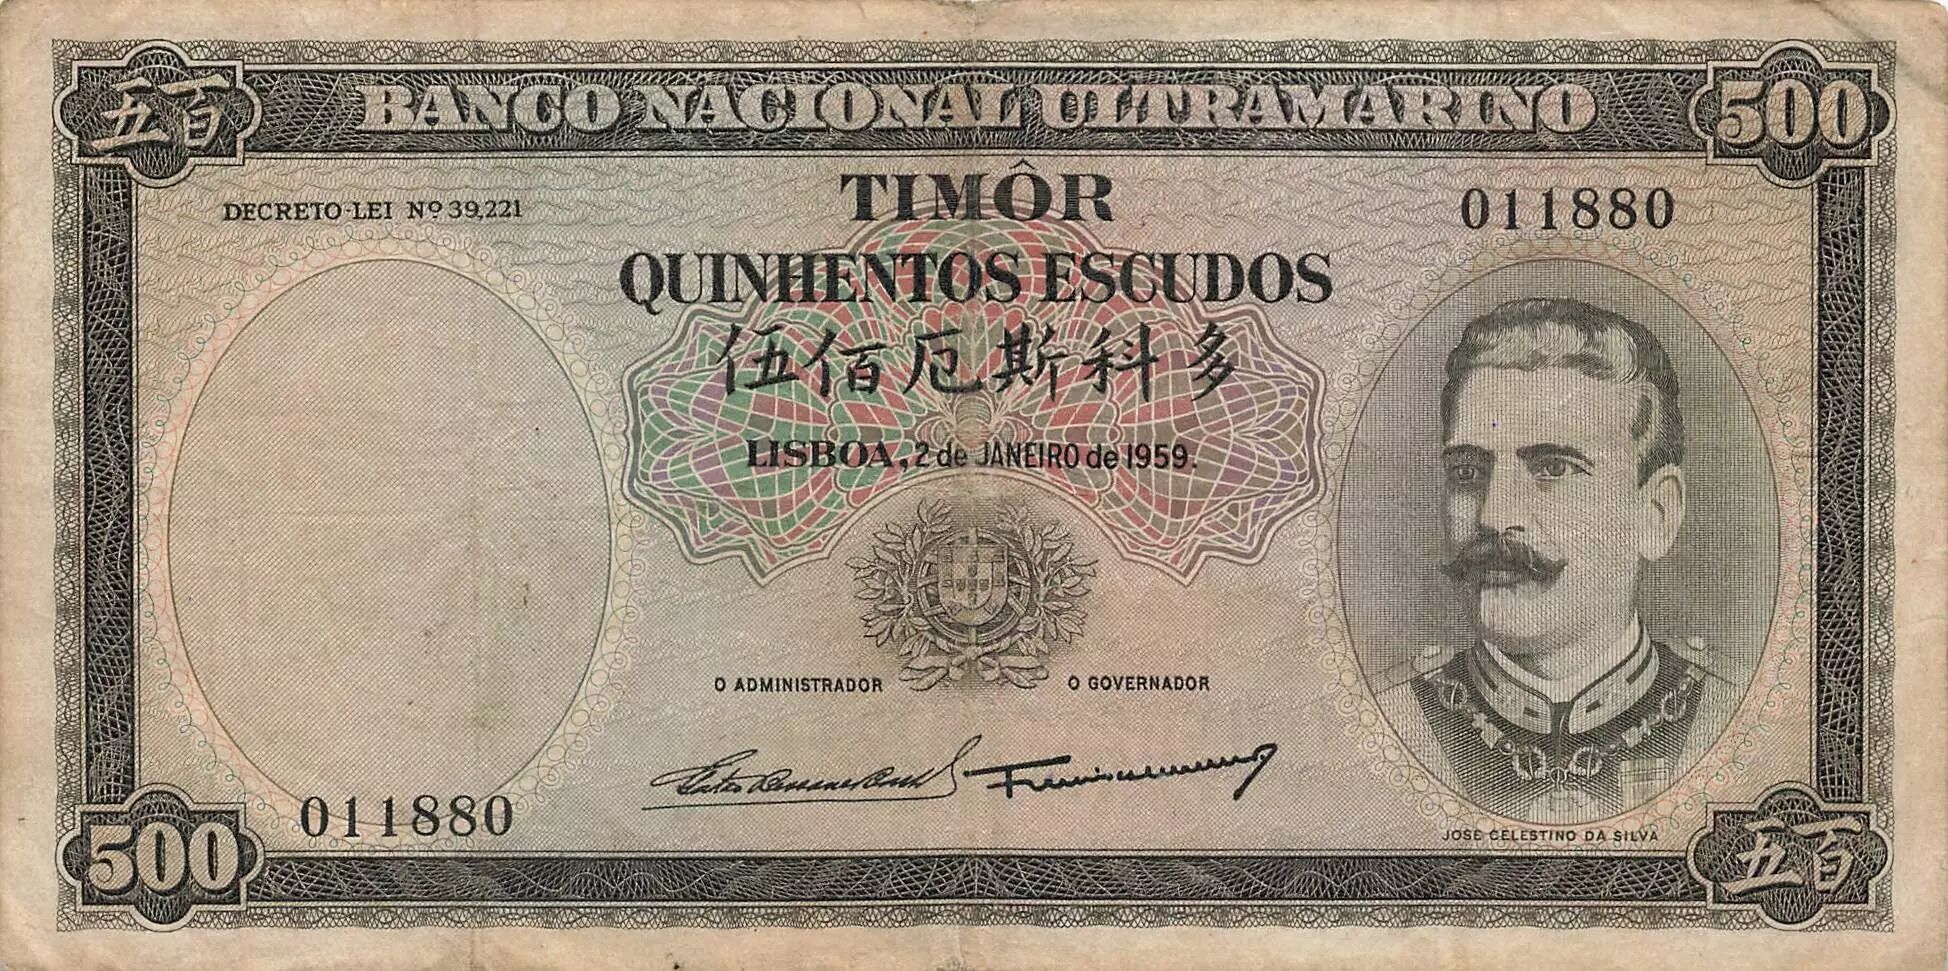 五百 BANCO NACIONAL ULTRAMARINO 500
TIMÔR
DECRETO-LEI Nº 39,221
011880
QUINHENTOS ESCUDOS
伍佰厄斯科多
LISBOA, 2 de JANEIRO de 1959.
O ADMINISTRADOR
O GOVERNADOR
011880
JOSÉ CELESTINO DA SILVA
500
五百